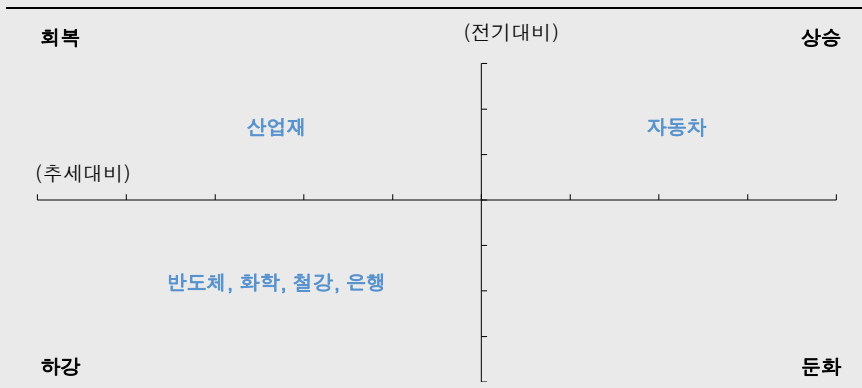 회복
(전기대비)
상승
산업재
자동차
(추세대비)
반도체, 화학, 철강, 은행
하강
둔화